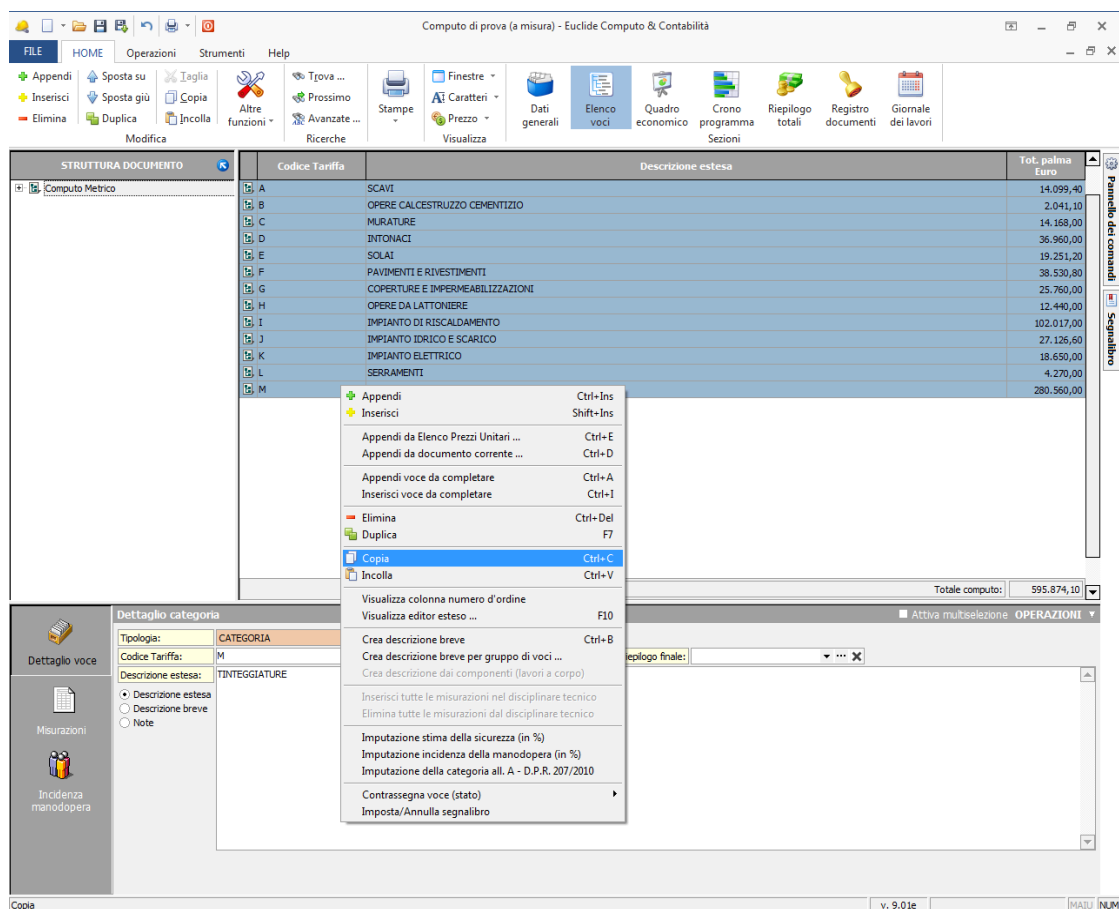 Computo di prova (a misura) - Euclide Computo & Contabilità
FILE HOME Operazioni Strumenti Help
Appendi Sposta su Taglia
Inserisci Sposta giù Copia
Elimina Duplica Incolla
Altre funzioni
Trova ...
Prossimo
Avanzate ...
Stampe
Finestre
Caratteri
Prezzo
Dati generali
Elenco voci
Quadro economico
Crono programma
Riepilogo totali
Registro documenti
Giornale dei lavori
Modifica Ricerche Visualizza Sezioni
STRUTTURA DOCUMENTO
Computo Metrico
Codice Tariffa Descrizione estesa Tot. palma Euro
A SCAVI 14.099,40
B OPERE CALCESTRUZZO CEMENTIZIO 2.041,10
C MURATURE 14.168,00
D INTONACI 36.960,00
E SOLAI 19.251,20
F PAVIMENTI E RIVESTIMENTI 38.530,80
G COPERTURE E IMPERMEABILIZZAZIONI 25.760,00
H OPERE DA LATTONIERE 12.440,00
I IMPIANTO DI RISCALDAMENTO 102.017,00
J IMPIANTO IDRICO E SCARICO 27.126,60
K IMPIANTO ELETTRICO 18.650,00
L SERRAMENTI 4.270,00
M 280.560,00
Pannello dei comandi
Segnalibro
Appendi Ctrl+Ins
Inserisci Shift+Ins
Appendi da Elenco Prezzi Unitari ... Ctrl+E
Appendi da documento corrente ... Ctrl+D
Appendi voce da completare Ctrl+A
Inserisci voce da completare Ctrl+I
Elimina Ctrl+Del
Duplica F7
Copia Ctrl+C
Incolla Ctrl+V
Visualizza colonna numero d'ordine
Visualizza editor esteso ... F10
Crea descrizione breve Ctrl+B
Crea descrizione breve per gruppo di voci ...
Crea descrizione dai componenti (lavori a corpo)
Inserisci tutte le misurazioni nel disciplinare tecnico
Elimina tutte le misurazioni dal disciplinare tecnico
Imputazione stima della sicurezza (in %)
Imputazione incidenza della manodopera (in %)
Imputazione della categoria all. A - D.P.R. 207/2010
Contrassegna voce (stato)
Imposta/Annulla segnalibro
Totale computo: 595.874,10
Dettaglio categoria
Attiva multiselezione OPERAZIONI
Dettaglio voce
Misurazioni
Incidenza manodopera
Tipologia: CATEGORIA
Codice Tariffa: M
epilogo finale:
Descrizione estesa: TINTEGGIATURE
Descrizione estesa
Descrizione breve
Note
Copia v. 9.01e MAIU NUM